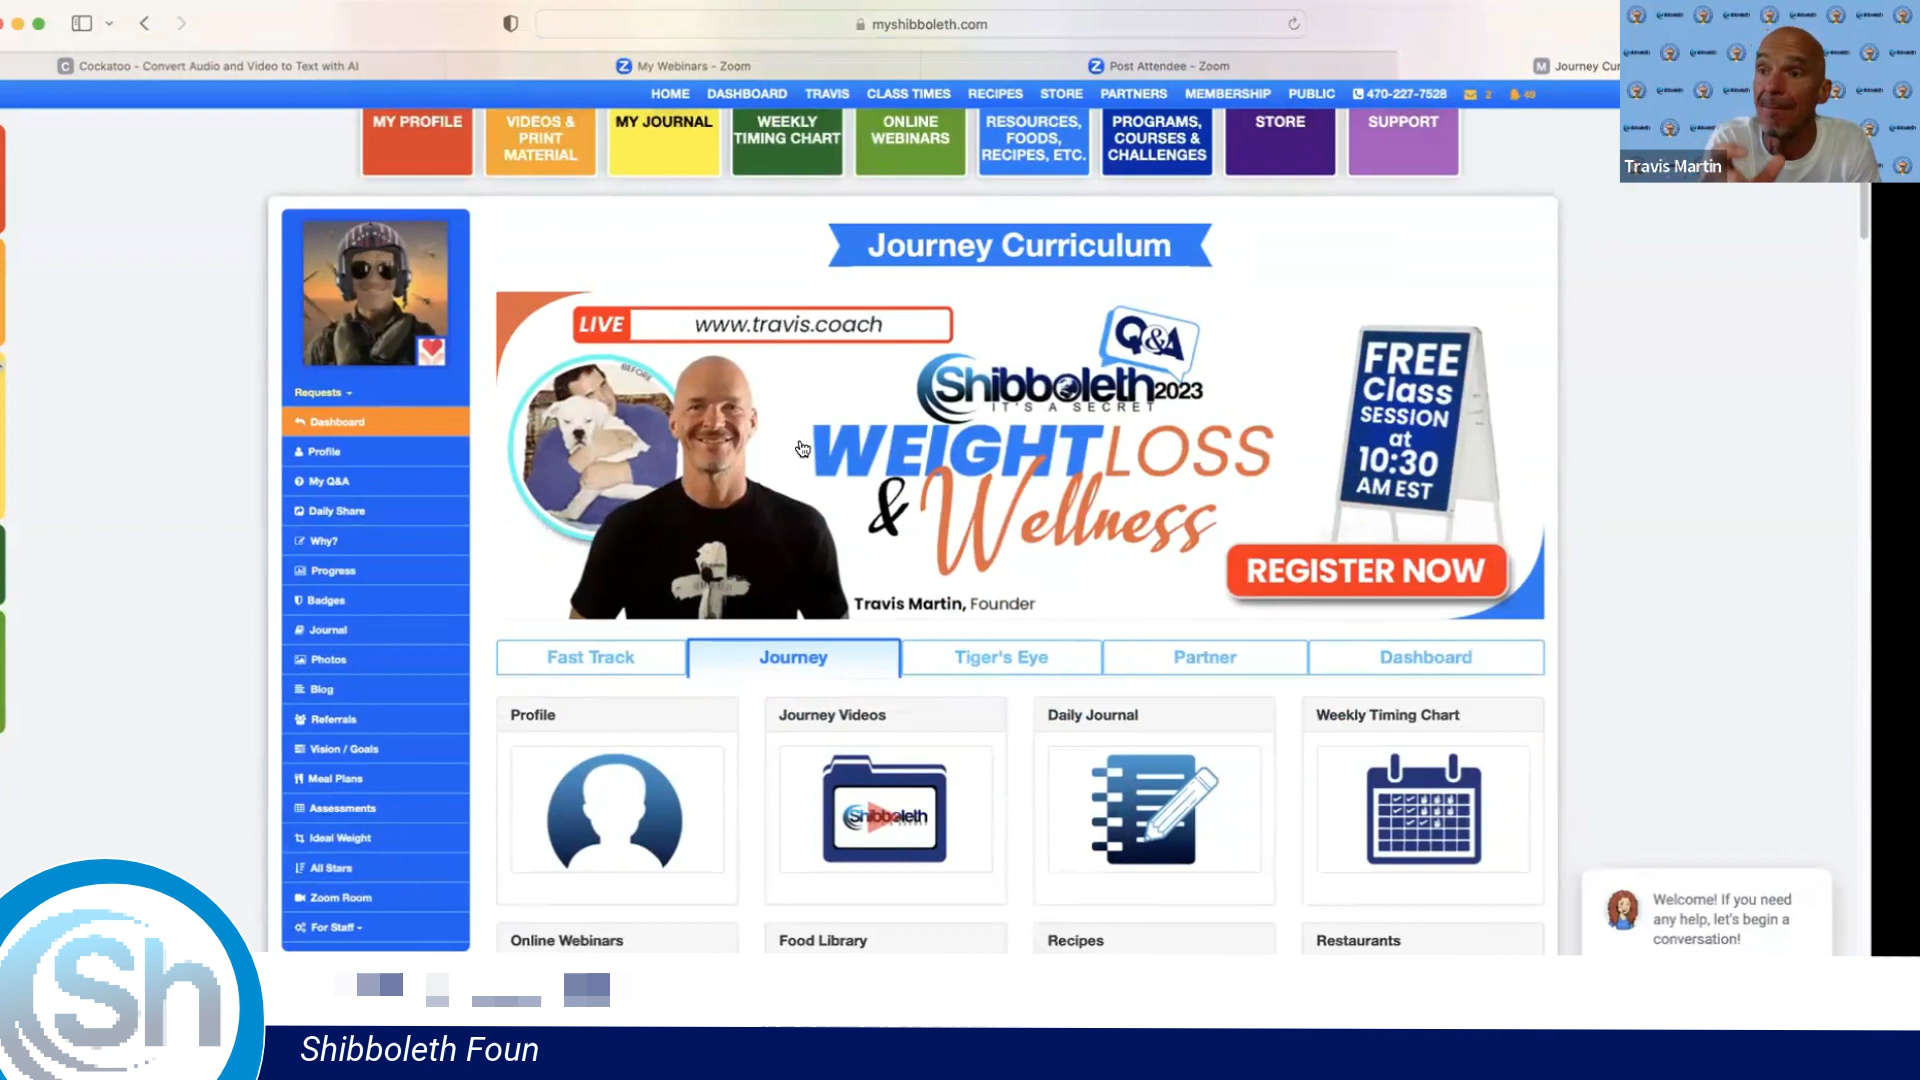 myshibboleth.com
Cockatoo - Convert Audio and Video to Text with AI
My Webinars - Zoom
Post Attendee - Zoom
Journey Cur
HOME DASHBOARD TRAVIS CLASS TIMES RECIPES STORE PARTNERS MEMBERSHIP PUBLIC 470-227-7528 2 49
MY PROFILE
VIDEOS &
PRINT
MATERIAL
MY JOURNAL
WEEKLY
TIMING CHART
ONLINE
WEBINARS
RESOURCES,
FOODS,
RECIPES, ETC.
PROGRAMS,
COURSES &
CHALLENGES
STORE
SUPPORT
Travis Martin
Journey Curriculum
LIVE www.travis.coach
BEFORE
Q&A
Shibboleth 2023
IT'S A SECRET
WEIGHT LOSS
& Wellness
Travis Martin, Founder
FREE
Class
SESSION
at
10:30
AM EST
REGISTER NOW
Requests
Dashboard
Profile
My Q&A
Daily Share
Why?
Progress
Badges
Journal
Photos
Blog
Referrals
Vision / Goals
Meal Plans
Assessments
Ideal Weight
All Stars
Zoom Room
For Staff
Fast Track Journey Tiger's Eye Partner Dashboard
Profile
Journey Videos
Shibboleth
Daily Journal
Weekly Timing Chart
Online Webinars
Food Library
Recipes
Restaurants
Welcome! If you need
any help, let's begin a
conversation!
Sh
Shibboleth Foun